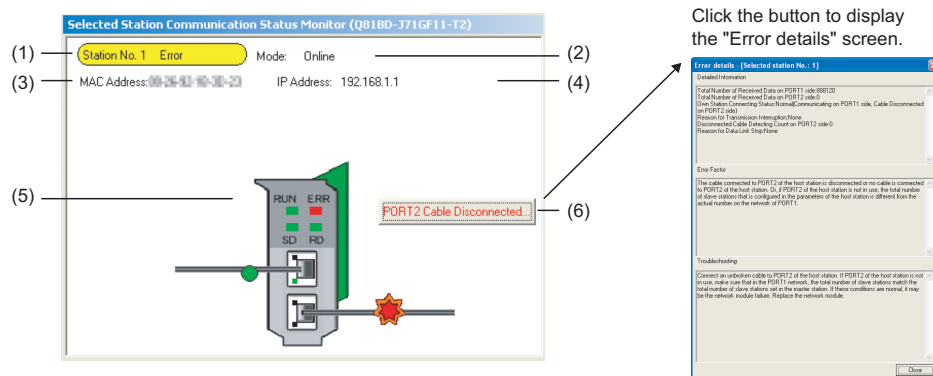 Selected Station Communication Status Monitor (Q81BD-J71GF11-T2)
(1)
Station No. 1 Error
Mode: Online
(2)
(3)
MAC Address:
IP Address: 192.168.1.1
(4)
(5)
RUN ERR
SD RD
PORT2 Cable Disconnected...
(6)
Click the button to display
the "Error details" screen.
Error details - [Selected station No.: 1]
Detailed Information
Total Number of Received Data on PORT1 side:888120
Total Number of Received Data on PORT2 side:0
Own Station Connecting Status:Normal(Communicating on PORT1 side, Cable Disconnected
on PORT2 side)
Reason for Transmission Interruption:None
Disconnected Cable Detecting Count on PORT2 side:0
Reason for Data Link Stop:None
Error Factor
The cable connected to PORT2 of the host station is disconnected or no cable is connected
to PORT2 of the host station. Or, if PORT2 of the host station is not in use, the total number
of slave stations that is configured in the parameters of the host station is different from the
actual number on the network of PORT1.
Troubleshooting
Connect an unbroken cable to PORT2 of the host station. If PORT2 of the host station is not
in use, make sure that in the PORT1 network, the total number of slave stations match the
total number of slave stations set in the master station. If these conditions are normal, it may
be the network module failure. Replace the network module.
Close